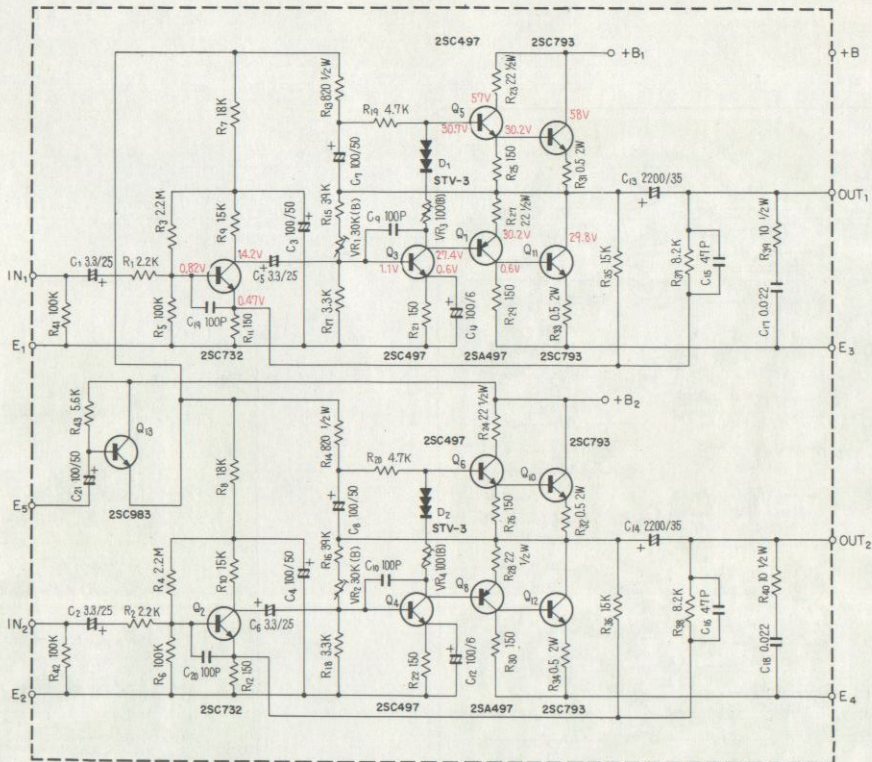 2SC497 2SC793
+B₁
+B
R₂₃ 22 ½W
57V
R₁₃ 820 ½W
R₇ 18K
R₁₉ 4.7K
Q₅
30.7V
30.2V
58V
C₇ 100/50
D₁
STV-3
R₂₅ 150
R₃₁ 0.5 2W
C₁₃ 2200/35
OUT₁
R₃ 2.2M
R₉ 15K
C₃ 100/50
R₁₅ 39K
VR₁ 30K(B)
C₉ 100P
VR₃ 100(B)
R₂₇ 22 ½W
R₃₉ 10 ½W
IN₁
C₁ 3.3/25
R₁ 2.2K
0.82V
14.2V
C₅ 3.3/25
Q₃
27.4V
Q₇
30.2V
Q₁₁
29.8V
R₃₅ 15K
R₃₇ 8.2K
C₁₅ 47P
1.1V
0.6V
0.6V
R₄₁ 100K
R₅ 100K
C₁₉ 100P
0.47V
R₁₁ 150
R₁₇ 3.3K
R₂₁ 150
C₁₁ 100/6
R₂₉ 150
R₃₃ 0.5 2W
C₁₇ 0.022
E₁
E₃
2SC732 2SC497 2SA497 2SC793
R₄₃ 5.6K
Q₁₃
+B₂
R₂₄ 22 ½W
2SC497
2SC793
C₂₁ 100/50
E₅
2SC983
R₈ 18K
R₁₄ 820 ½W
R₂₀ 4.7K
Q₆
Q₁₀
C₈ 100/50
D₂
STV-3
R₂₆ 150
R₃₂ 0.5 2W
C₁₄ 2200/35
OUT₂
R₄ 2.2M
R₁₀ 15K
C₄ 100/50
R₁₆ 39K
VR₂ 30K(B)
C₁₀ 100P
VR₄ 100(B)
R₂₈ 22 ½W
R₄₀ 10 ½W
IN₂
C₂ 3.3/25
R₂ 2.2K
Q₂
C₆ 3.3/25
Q₄
Q₈
Q₁₂
R₃₆ 15K
R₃₈ 8.2K
C₁₆ 47P
R₄₂ 100K
R₆ 100K
C₂₀ 100P
R₁₂ 150
R₁₈ 3.3K
R₂₂ 150
C₁₂ 100/6
R₃₀ 150
R₃₄ 0.5 2W
C₁₈ 0.022
E₂
E₄
2SC732 2SC497 2SA497 2SC793